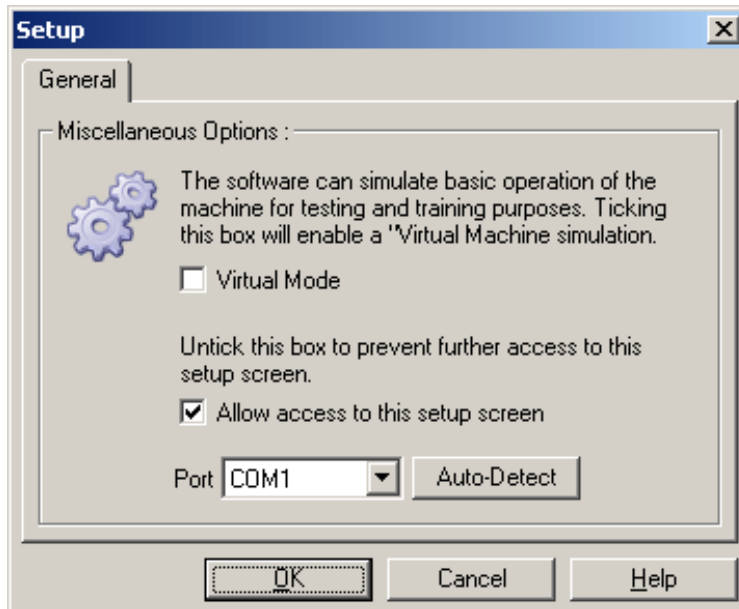 Setup
General
Miscellaneous Options :
The software can simulate basic operation of the
machine for testing and training purposes. Ticking
this box will enable a "Virtual Machine simulation.
Virtual Mode
Untick this box to prevent further access to this
setup screen.
Allow access to this setup screen
Port COM1 Auto-Detect
OK Cancel Help